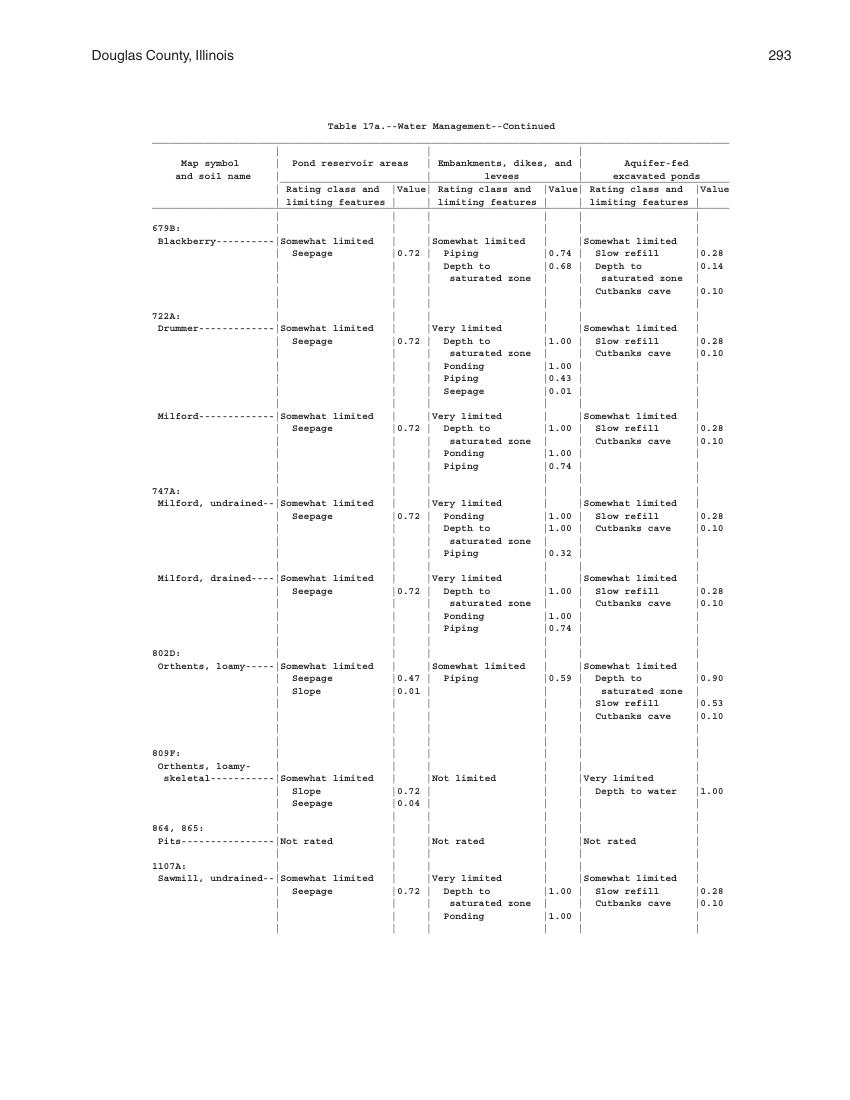 Douglas County, Illinois 293
Table 17a.--Water Management--Continued
Map symbol | Pond reservoir areas | Embankments, dikes, and | Aquifer-fed
and soil name | | levees | excavated ponds
| Rating class and |Value| Rating class and |Value| Rating class and |Value
| limiting features | | limiting features | | limiting features |
679B:
Blackberry----------|Somewhat limited | |Somewhat limited | |Somewhat limited |
| Seepage |0.72 | Piping |0.74 | Slow refill |0.28
| | | Depth to |0.68 | Depth to |0.14
| | | saturated zone | | saturated zone |
| | | | | Cutbanks cave |0.10
722A:
Drummer-------------|Somewhat limited | |Very limited | |Somewhat limited |
| Seepage |0.72 | Depth to |1.00 | Slow refill |0.28
| | | saturated zone | | Cutbanks cave |0.10
| | | Ponding |1.00 | |
| | | Piping |0.43 | |
| | | Seepage |0.01 | |
Milford-------------|Somewhat limited | |Very limited | |Somewhat limited |
| Seepage |0.72 | Depth to |1.00 | Slow refill |0.28
| | | saturated zone | | Cutbanks cave |0.10
| | | Ponding |1.00 | |
| | | Piping |0.74 | |
747A:
Milford, undrained--|Somewhat limited | |Very limited | |Somewhat limited |
| Seepage |0.72 | Ponding |1.00 | Slow refill |0.28
| | | Depth to |1.00 | Cutbanks cave |0.10
| | | saturated zone | | |
| | | Piping |0.32 | |
Milford, drained----|Somewhat limited | |Very limited | |Somewhat limited |
| Seepage |0.72 | Depth to |1.00 | Slow refill |0.28
| | | saturated zone | | Cutbanks cave |0.10
| | | Ponding |1.00 | |
| | | Piping |0.74 | |
802D:
Orthents, loamy-----|Somewhat limited | |Somewhat limited | |Somewhat limited |
| Seepage |0.47 | Piping |0.59 | Depth to |0.90
| Slope |0.01 | | | saturated zone |
| | | | | Slow refill |0.53
| | | | | Cutbanks cave |0.10
809F:
Orthents, loamy-
skeletal-----------|Somewhat limited | |Not limited | |Very limited |
| Slope |0.72 | | | Depth to water |1.00
| Seepage |0.04 | | | |
864, 865:
Pits----------------|Not rated | |Not rated | |Not rated |
1107A:
Sawmill, undrained--|Somewhat limited | |Very limited | |Somewhat limited |
| Seepage |0.72 | Depth to |1.00 | Slow refill |0.28
| | | saturated zone | | Cutbanks cave |0.10
| | | Ponding |1.00 | |